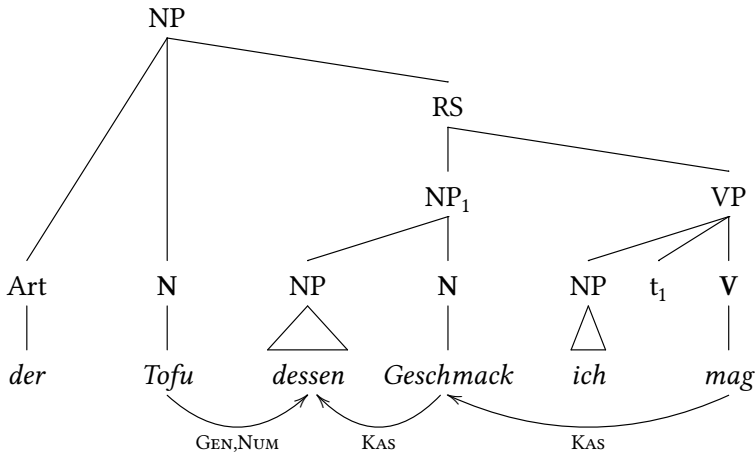 NP
RS
NP₁ VP
Art N NP N NP t₁ V
der Tofu dessen Geschmack ich mag
Gen,Num Kas Kas